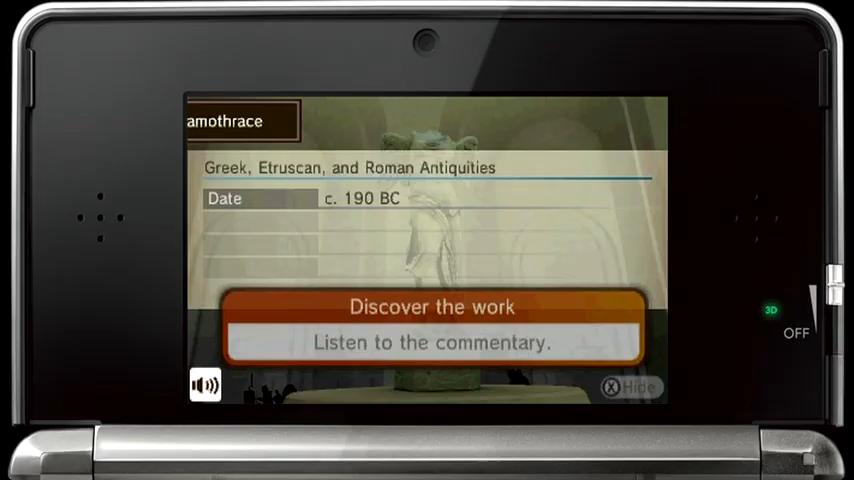 amothrace
Greek, Etruscan, and Roman Antiquities
Date c. 190 BC
Discover the work
Listen to the commentary.
X Hide
3D
OFF